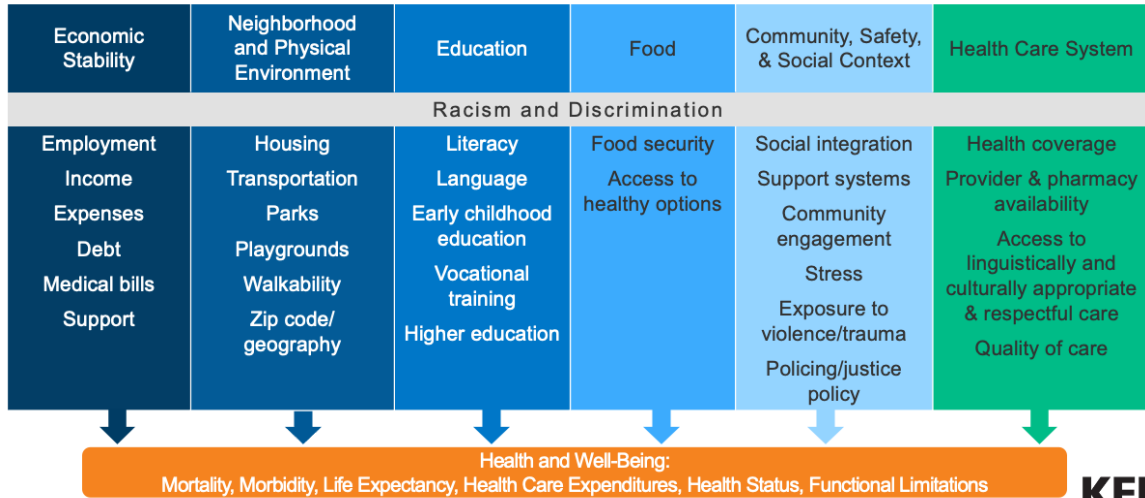 Economic
Stability
Neighborhood
and Physical
Environment
Education
Food
Community, Safety,
& Social Context
Health Care System
Racism and Discrimination
Employment
Income
Expenses
Debt
Medical bills
Support
Housing
Transportation
Parks
Playgrounds
Walkability
Zip code/
geography
Literacy
Language
Early childhood
education
Vocational
training
Higher education
Food security
Access to
healthy options
Social integration
Support systems
Community
engagement
Stress
Exposure to
violence/trauma
Policing/justice
policy
Health coverage
Provider & pharmacy
availability
Access to
linguistically and
culturally appropriate
& respectful care
Quality of care
Health and Well-Being:
Mortality, Morbidity, Life Expectancy, Health Care Expenditures, Health Status, Functional Limitations